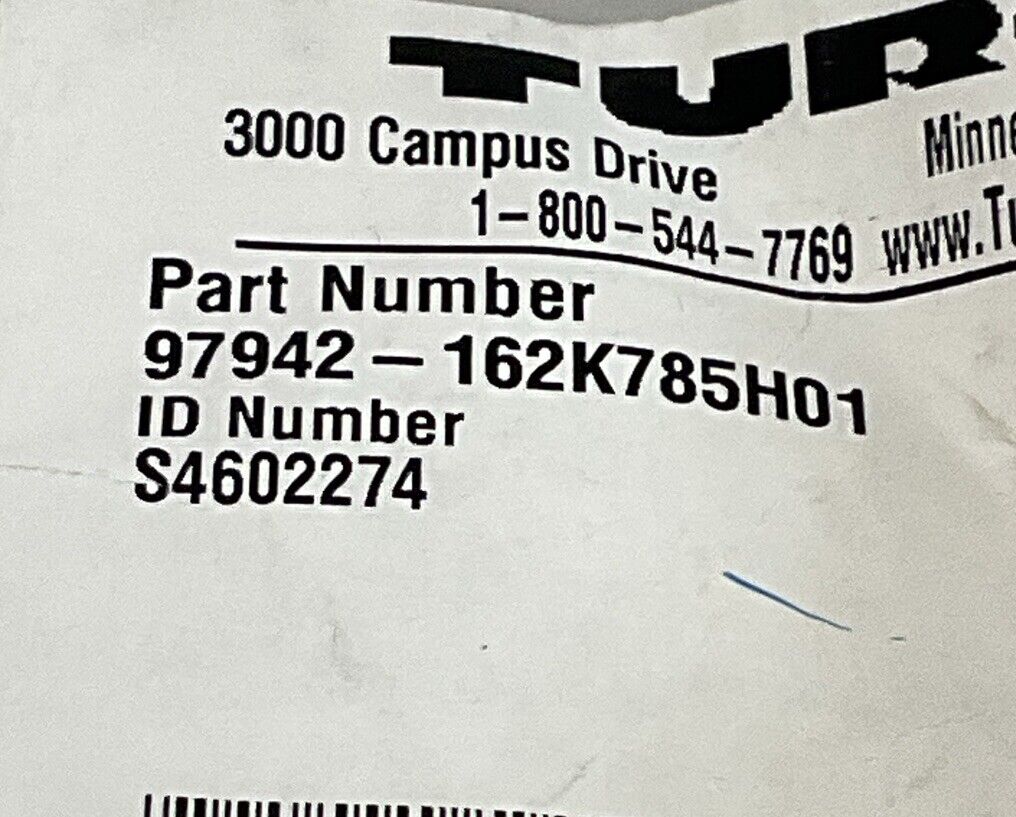 TUR
3000 Campus Drive Minne
1-800-544-7769 www.Tu
Part Number
97942-162K785H01
ID Number
S4602274